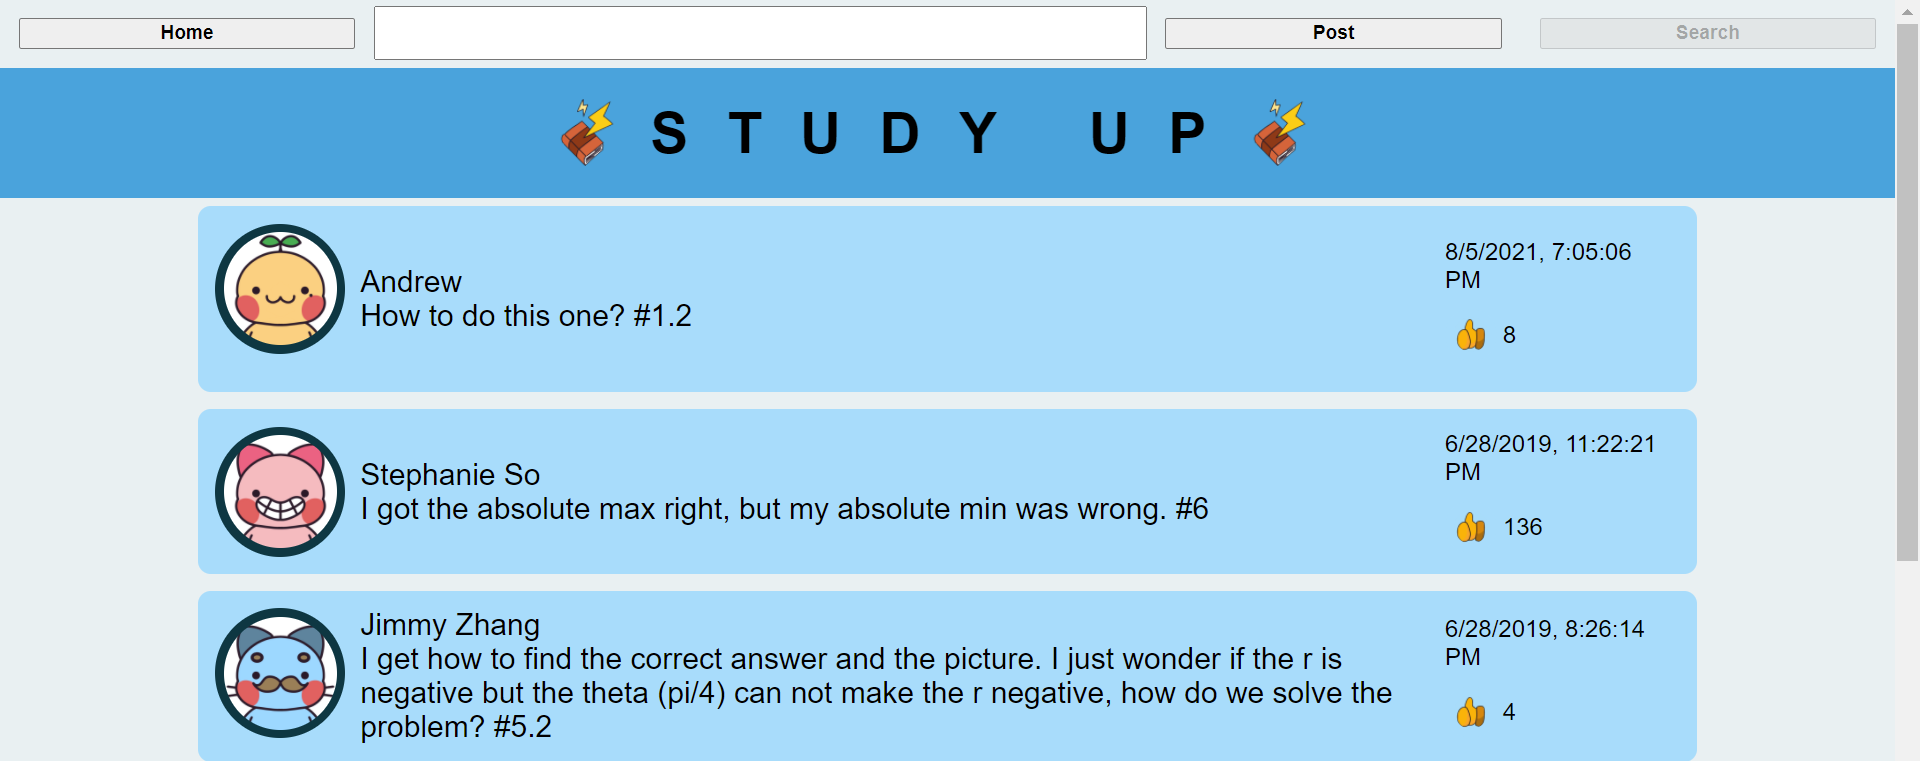 Home
Post
Search
STUDY UP
Andrew
How to do this one? #1.2
8/5/2021, 7:05:06
PM
8
Stephanie So
I got the absolute max right, but my absolute min was wrong. #6
6/28/2019, 11:22:21
PM
136
Jimmy Zhang
I get how to find the correct answer and the picture. I just wonder if the r is
negative but the theta (pi/4) can not make the r negative, how do we solve the
problem? #5.2
6/28/2019, 8:26:14
PM
4